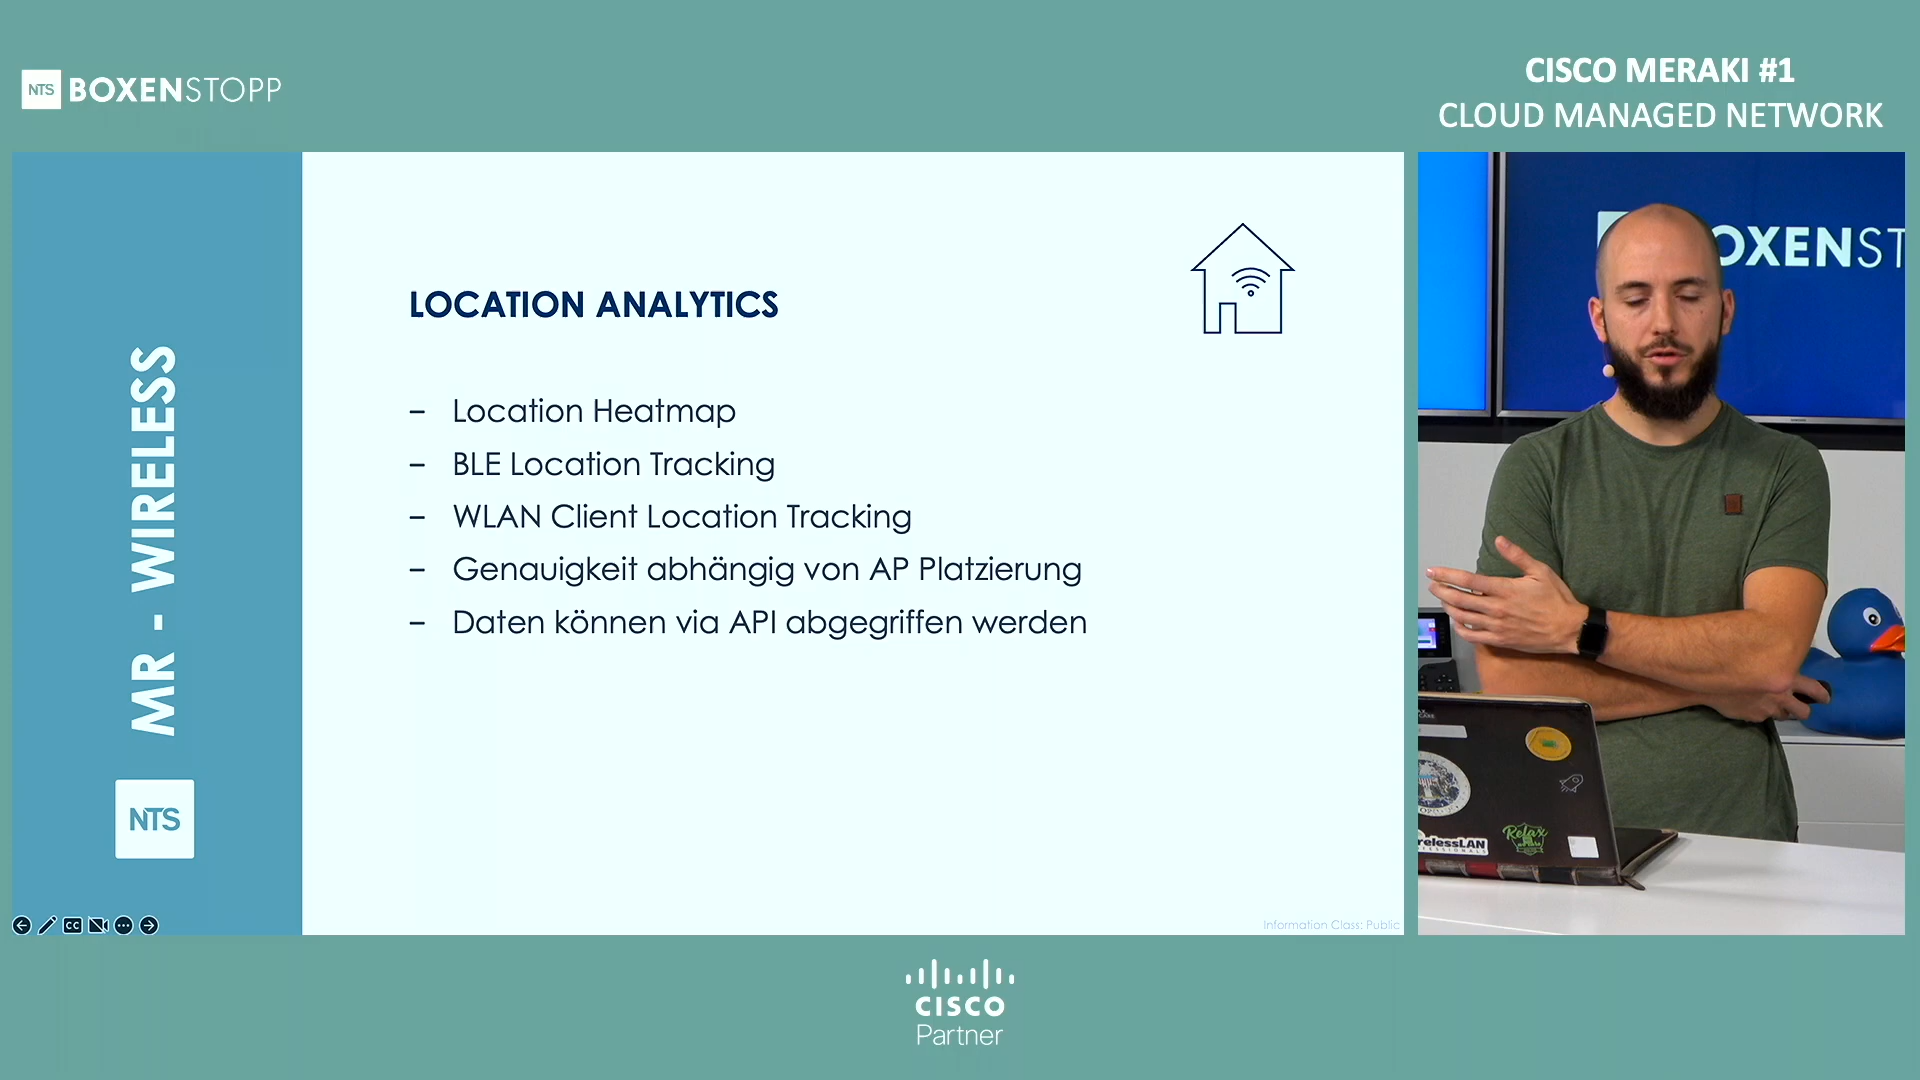 NTS BOXENSTOPP
CISCO MERAKI #1
CLOUD MANAGED NETWORK
MR - WIRELESS
NTS
LOCATION ANALYTICS
– Location Heatmap
– BLE Location Tracking
– WLAN Client Location Tracking
– Genauigkeit abhängig von AP Platzierung
– Daten können via API abgegriffen werden
CC
Information Class: Public
OXENST
Relax
relessLAN
CISCO
Partner